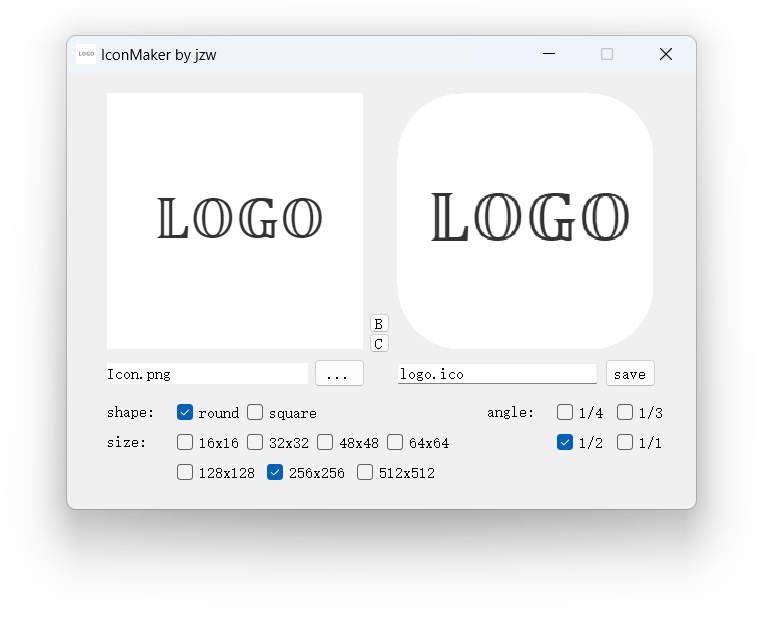 LOGO IconMaker by jzw
LOGO
LOGO
B
C
Icon.png ... logo.ico save
shape: round square angle: 1/4 1/3
size: 16x16 32x32 48x48 64x64 1/2 1/1
128x128 256x256 512x512